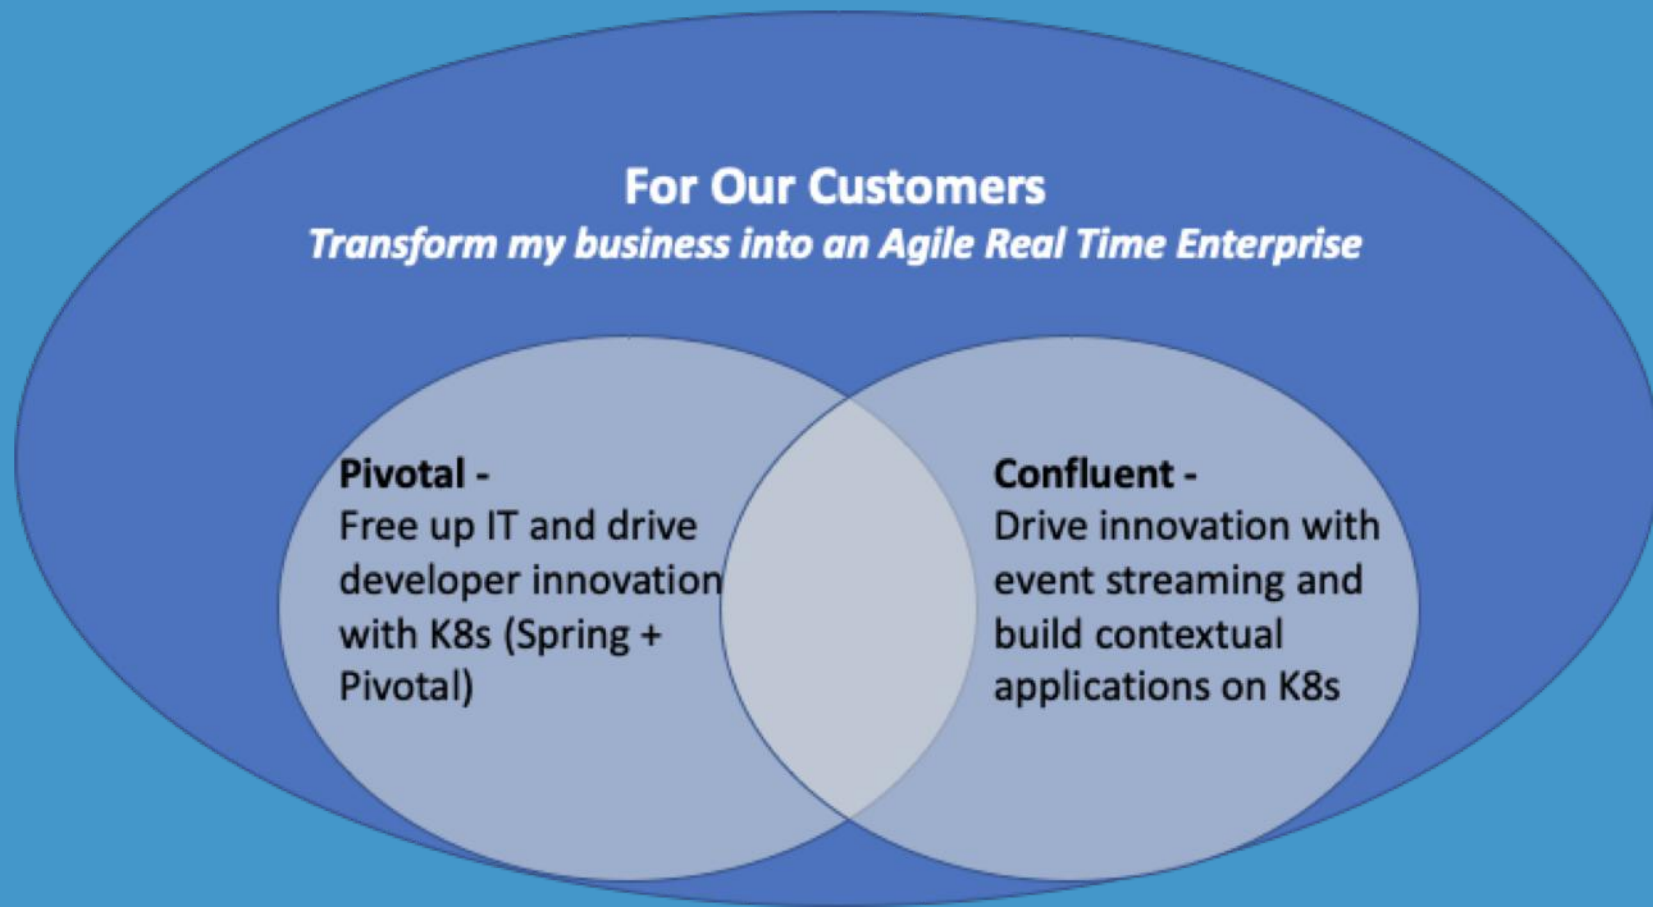 For Our Customers
Transform my business into an Agile Real Time Enterprise
Pivotal -
Free up IT and drive
developer innovation
with K8s (Spring +
Pivotal)
Confluent -
Drive innovation with
event streaming and
build contextual
applications on K8s